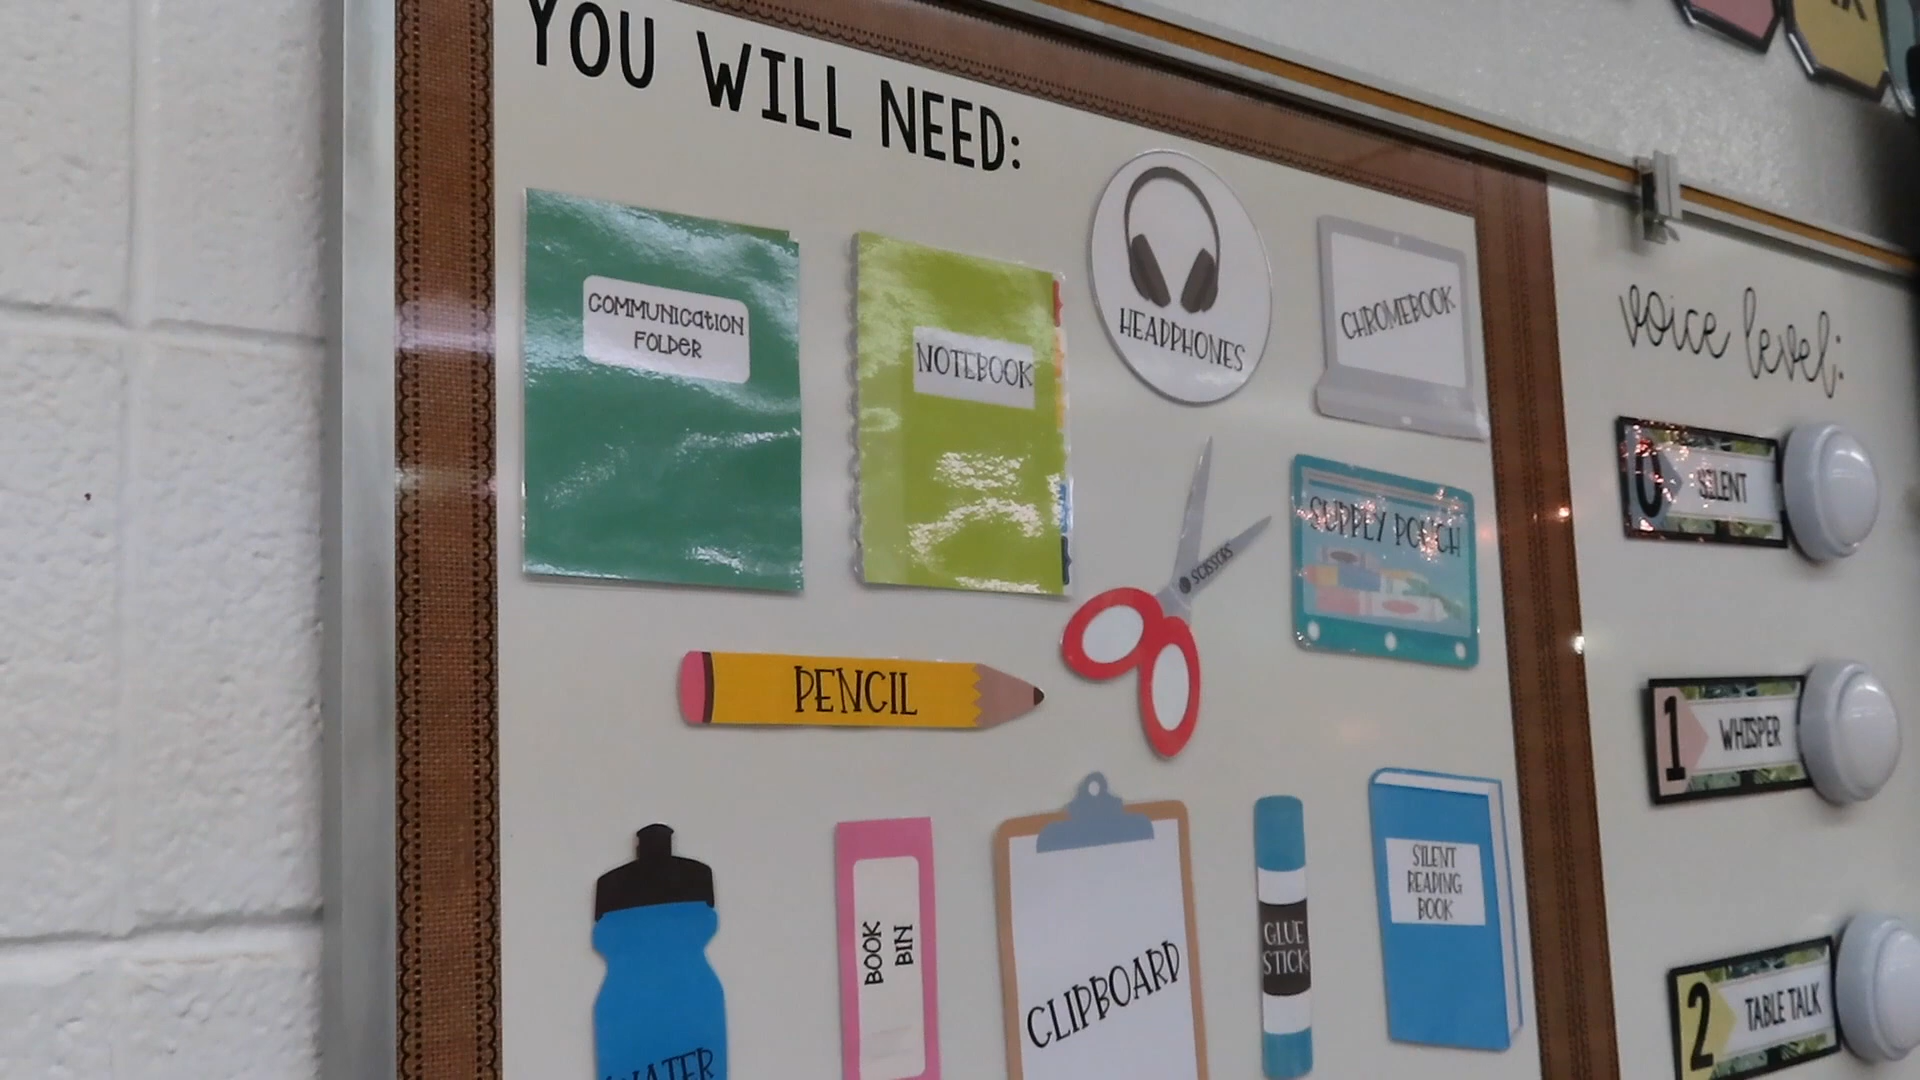 YOU WILL NEED:
COMMUNICATION
FOLDER
NOTEBOOK
HEADPHONES
CHROMEBOOK
SCISSORS
SUPPLY POUCH
PENCIL
WATER
BOOK
BIN
CLIPBOARD
GLUE
STICK
SILENT
READING
BOOK
voice level:
0 SILENT
1 WHISPER
2 TABLE TALK